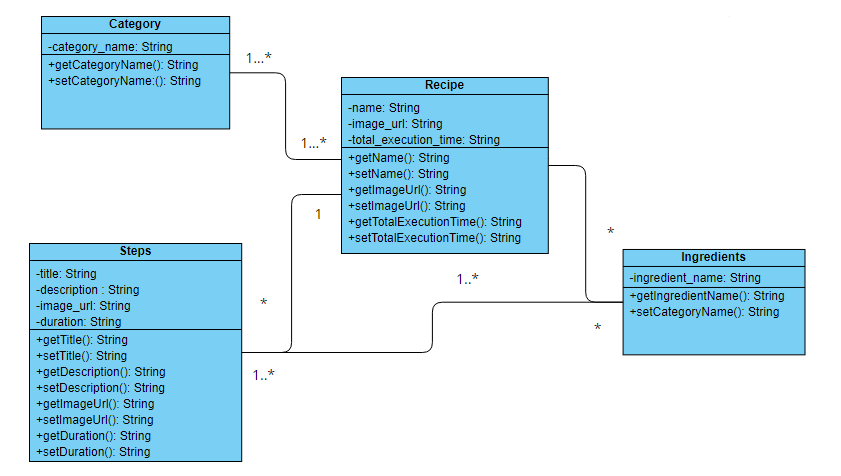 Category
-category_name: String
+getCategoryName(): String
+setCategoryName:(): String
1...*
1...*
Recipe
-name: String
-image_url: String
-total_execution_time: String
+getName(): String
+setName(): String
+getImageUrl(): String
+setImageUrl(): String
+getTotalExecutionTime(): String
+setTotalExecutionTime(): String
1
*
Steps
-title: String
-description : String
-image_url: String
-duration: String
+getTitle(): String
+setTitle(): String
+getDescription(): String
+setDescription(): String
+getImageUrl(): String
+setImageUrl(): String
+getDuration(): String
+setDuration(): String
*
1..*
1..*
*
Ingredients
-ingredient_name: String
+getIngredientName(): String
+setCategoryName(): String